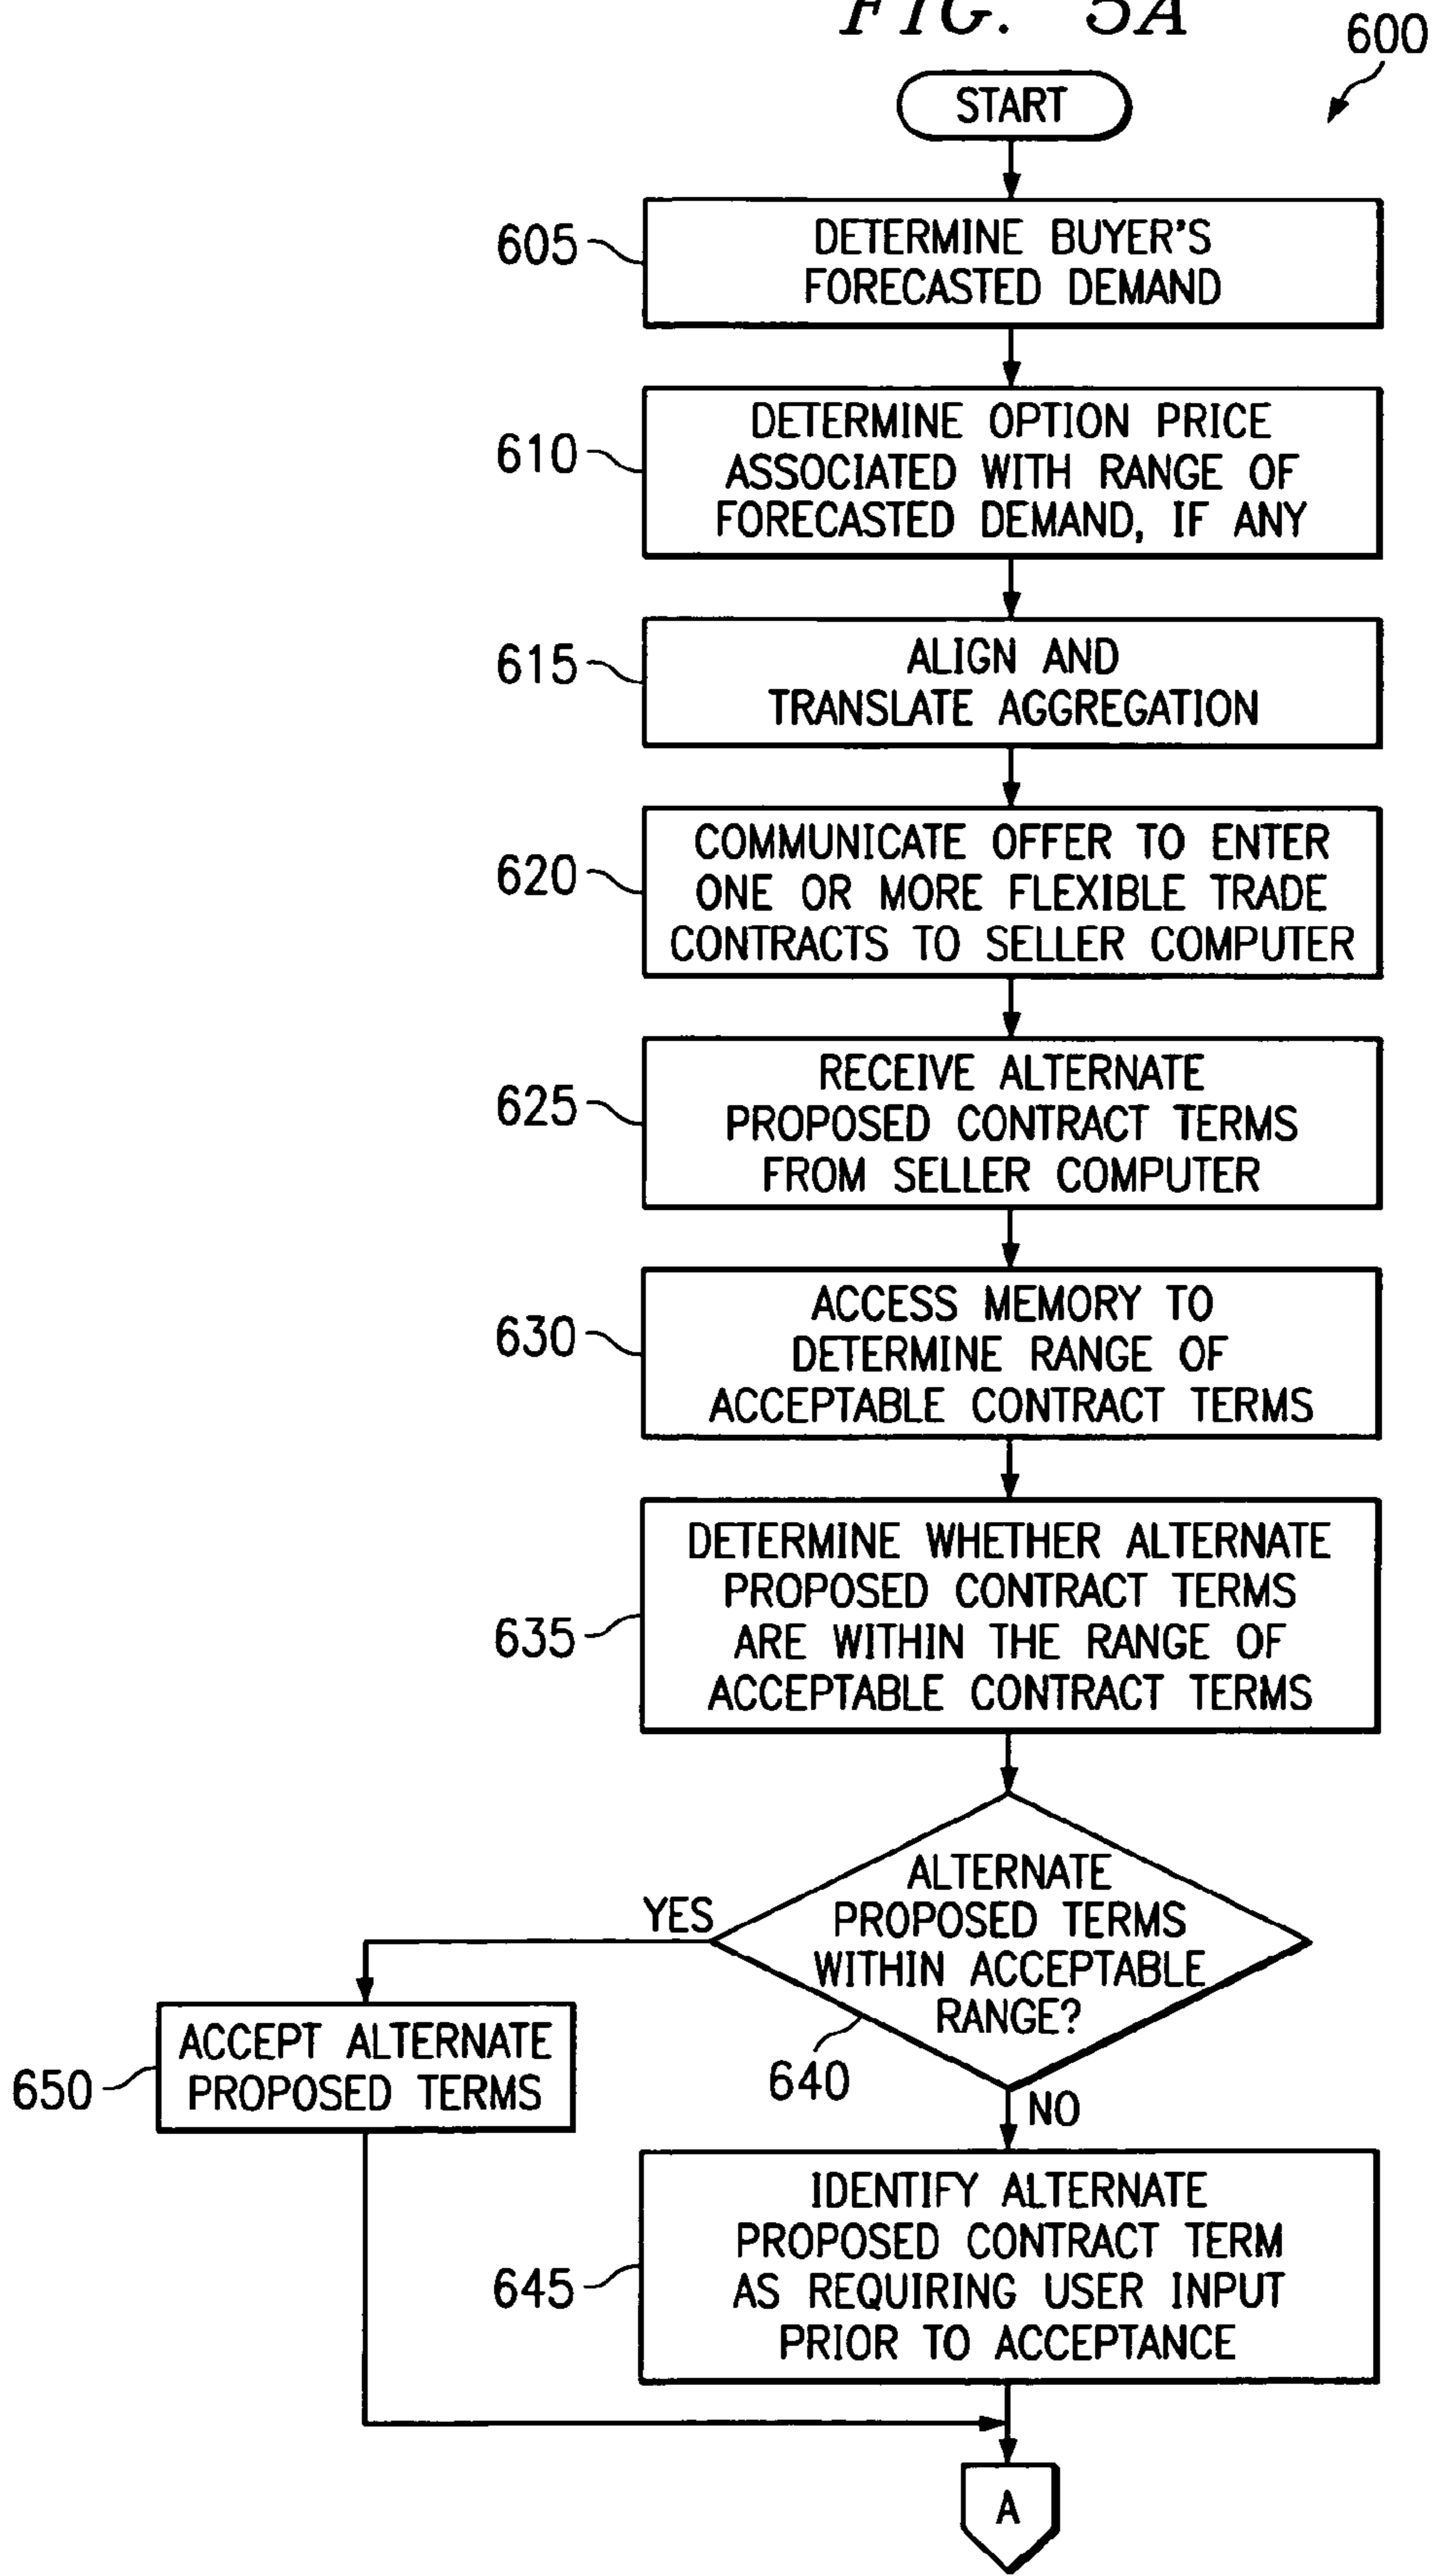 FIG. 5A
600
START
605
DETERMINE BUYER'S
FORECASTED DEMAND
610
DETERMINE OPTION PRICE
ASSOCIATED WITH RANGE OF
FORECASTED DEMAND, IF ANY
615
ALIGN AND
TRANSLATE AGGREGATION
620
COMMUNICATE OFFER TO ENTER
ONE OR MORE FLEXIBLE TRADE
CONTRACTS TO SELLER COMPUTER
625
RECEIVE ALTERNATE
PROPOSED CONTRACT TERMS
FROM SELLER COMPUTER
630
ACCESS MEMORY TO
DETERMINE RANGE OF
ACCEPTABLE CONTRACT TERMS
635
DETERMINE WHETHER ALTERNATE
PROPOSED CONTRACT TERMS
ARE WITHIN THE RANGE OF
ACCEPTABLE CONTRACT TERMS
ALTERNATE
PROPOSED TERMS
WITHIN ACCEPTABLE
RANGE?
640
YES
NO
650
ACCEPT ALTERNATE
PROPOSED TERMS
645
IDENTIFY ALTERNATE
PROPOSED CONTRACT TERM
AS REQUIRING USER INPUT
PRIOR TO ACCEPTANCE
A